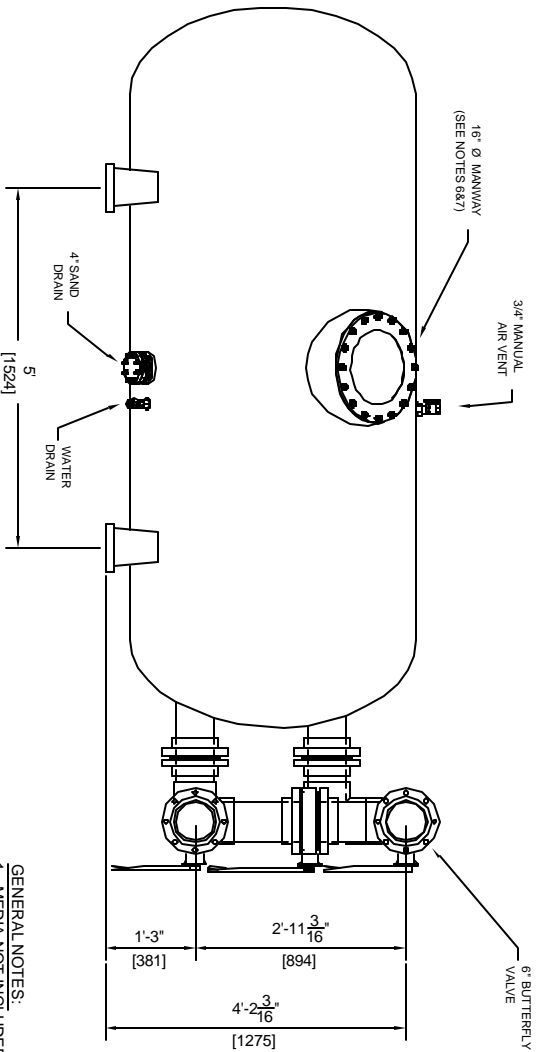 16" Ø MANWAY
(SEE NOTES 6&7)
3/4" MANUAL
AIR VENT
4" SAND
DRAIN
WATER
DRAIN
5'
[1524]
6" BUTTERFLY
VALVE
1'-3"
[381]
2'-11 3/16"
[894]
4'-2 3/16"
[1275]
GENERAL NOTES: